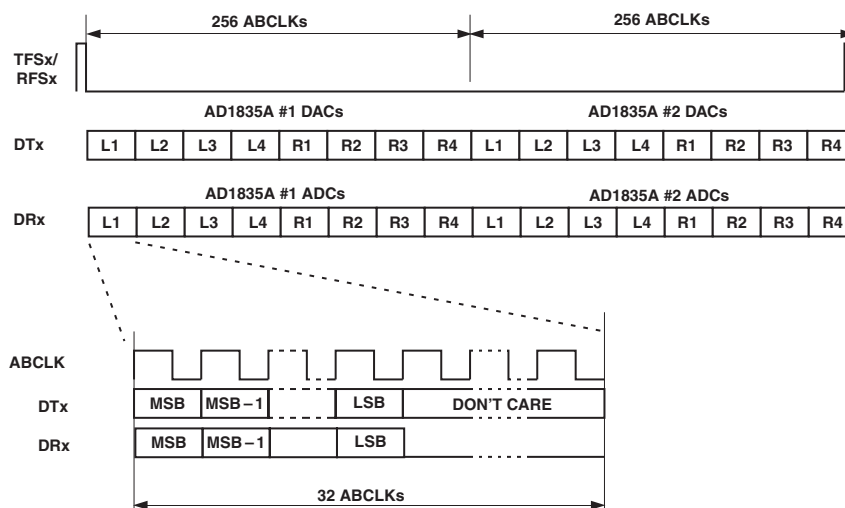 256 ABCLKs 256 ABCLKs
TFSx/
RFSx
AD1835A #1 DACs AD1835A #2 DACs
DTx L1 L2 L3 L4 R1 R2 R3 R4 L1 L2 L3 L4 R1 R2 R3 R4
AD1835A #1 ADCs AD1835A #2 ADCs
DRx L1 L2 L3 L4 R1 R2 R3 R4 L1 L2 L3 L4 R1 R2 R3 R4
ABCLK
DTx MSB MSB–1 LSB DON'T CARE
DRx MSB MSB–1 LSB
32 ABCLKs